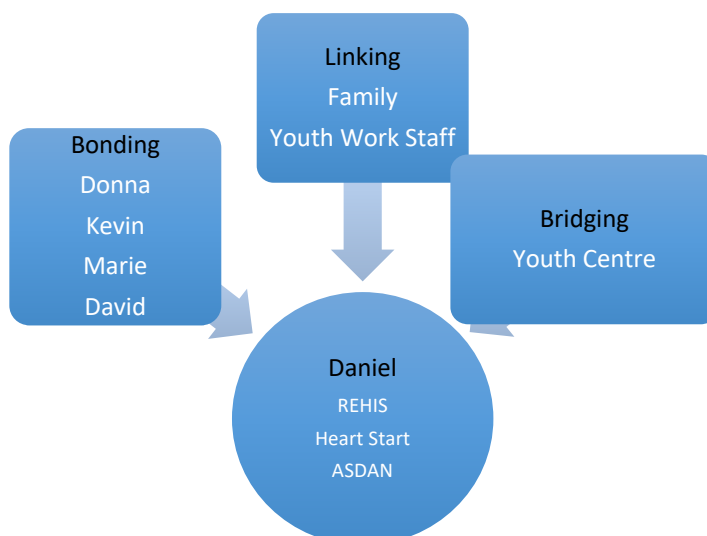 Linking
Family
Youth Work Staff
Bonding
Donna
Kevin
Marie
David
Bridging
Youth Centre
Daniel
REHIS
Heart Start
ASDAN